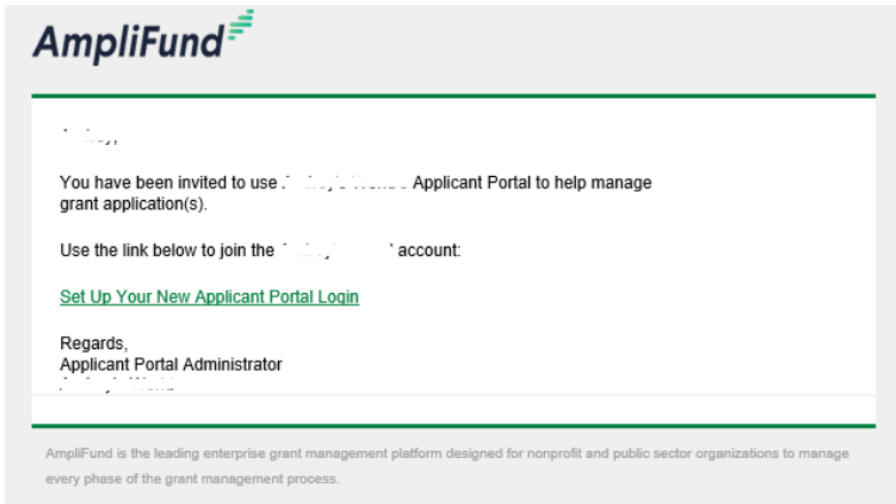 AmpliFund
You have been invited to use Applicant Portal to help manage
grant application(s).
Use the link below to join the account:
Set Up Your New Applicant Portal Login
Regards,
Applicant Portal Administrator
AmpliFund is the leading enterprise grant management platform designed for nonprofit and public sector organizations to manage
every phase of the grant management process.